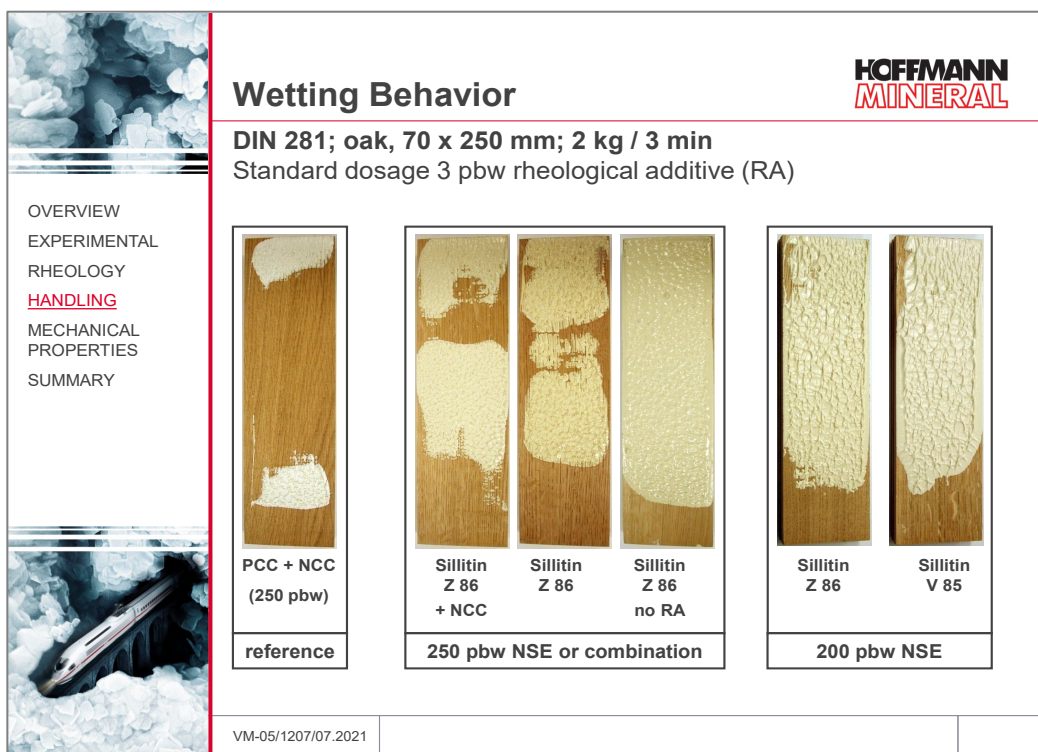 Wetting Behavior
HOFFMANN
MINERAL
DIN 281; oak, 70 x 250 mm; 2 kg / 3 min
Standard dosage 3 pbw rheological additive (RA)
OVERVIEW
EXPERIMENTAL
RHEOLOGY
HANDLING
MECHANICAL
PROPERTIES
SUMMARY
PCC + NCC
(250 pbw)
reference
Sillitin
Z 86
+ NCC
Sillitin
Z 86
Sillitin
Z 86
no RA
250 pbw NSE or combination
Sillitin
Z 86
Sillitin
V 85
200 pbw NSE
VM-05/1207/07.2021